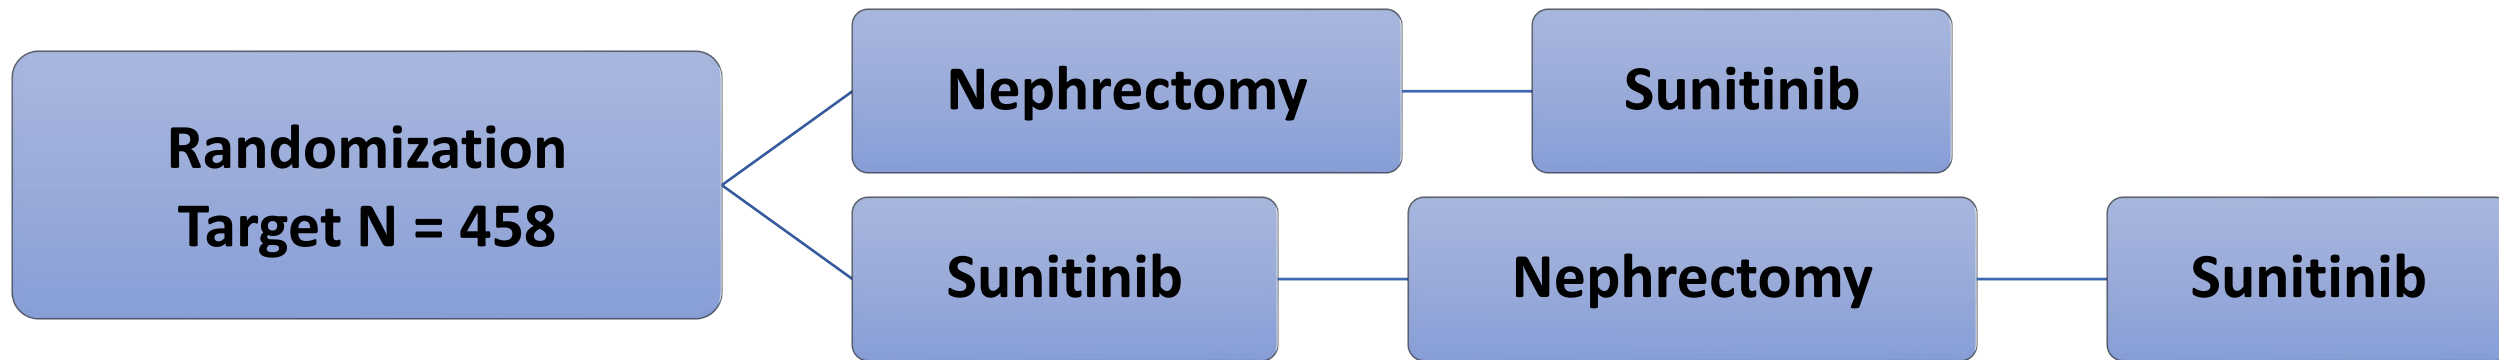 Randomization
Target N = 458
Nephrectomy
Sunitinib
Sunitinib
Nephrectomy
Sunitinib